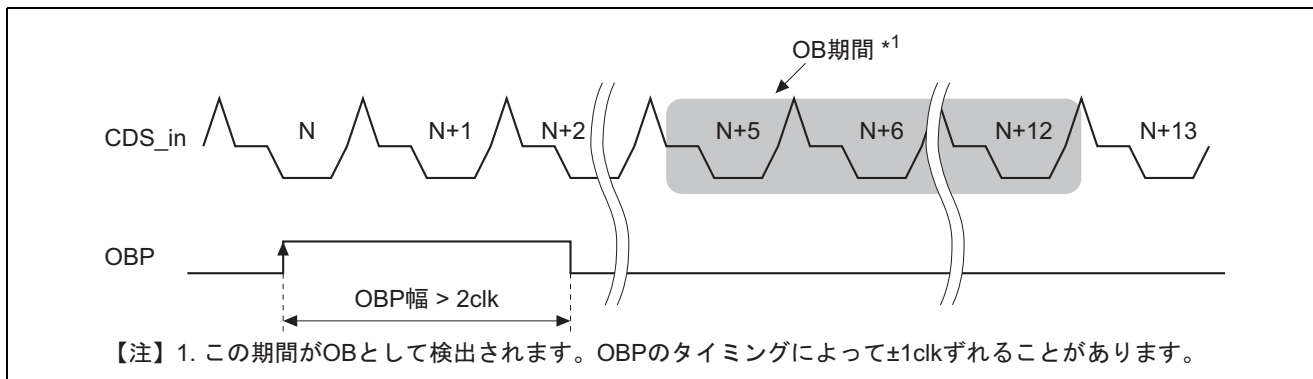 OB期間 *1
CDS_in N N+1 N+2 N+5 N+6 N+12 N+13
OBP
OBP幅 > 2clk
【注】1. この期間がOBとして検出されます。OBPのタイミングによって±1clkずれることがあります。